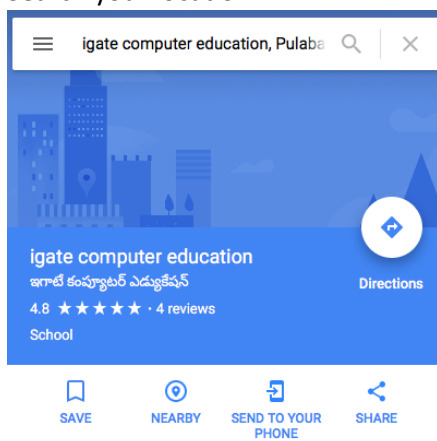 igate computer education, Pulaba
igate computer education
ఇగాటే కంప్యూటర్ ఎడ్యుకేషన్
Directions
4.8 ★★★★★ · 4 reviews
School
SAVE
NEARBY
SEND TO YOUR
PHONE
SHARE